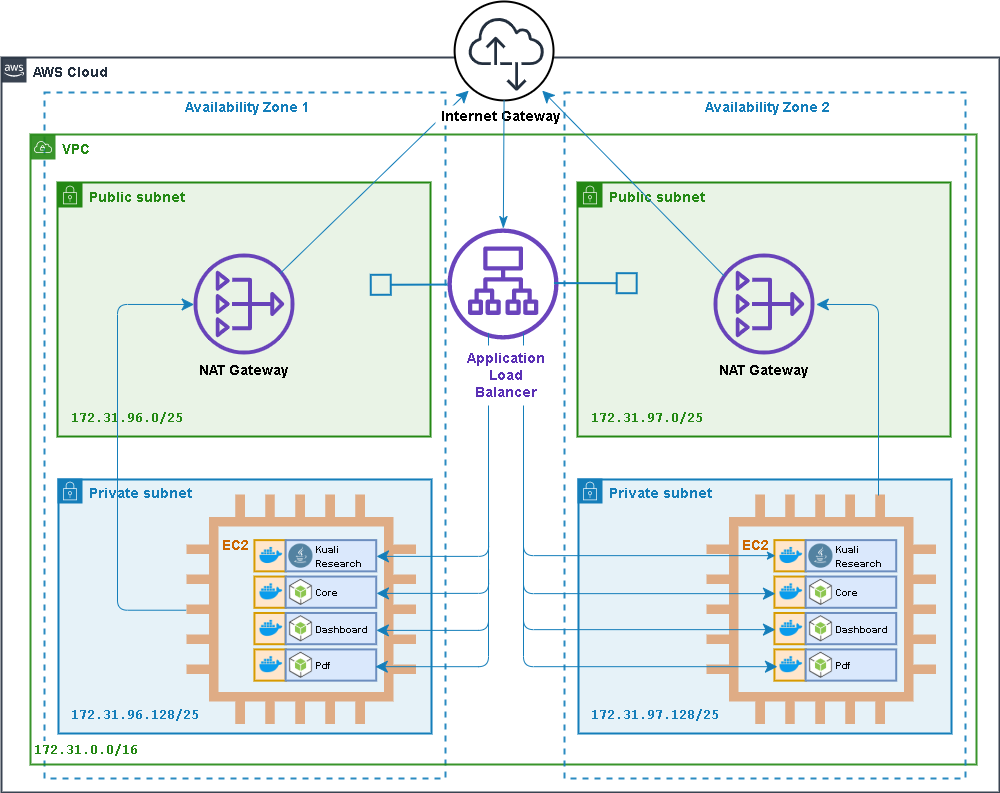 aws
AWS Cloud
Availability Zone 1
Internet Gateway
Availability Zone 2
VPC
Public subnet
NAT Gateway
172.31.96.0/25
Application
Load
Balancer
Public subnet
NAT Gateway
172.31.97.0/25
Private subnet
EC2
Kuali
Research
Core
Dashboard
Pdf
172.31.96.128/25
Private subnet
EC2
Kuali
Research
Core
Dashboard
Pdf
172.31.97.128/25
172.31.0.0/16